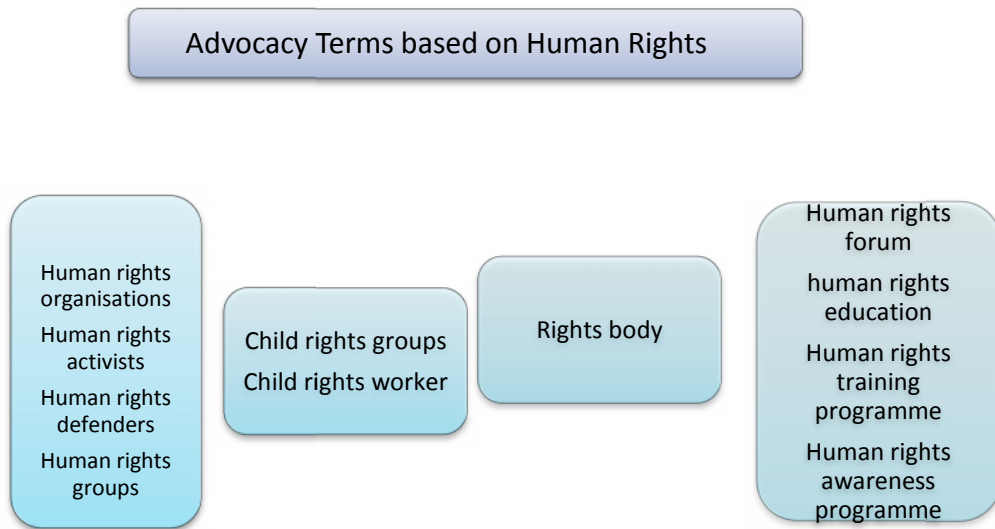 Advocacy Terms based on Human Rights
Human rights
organisations
Human rights
activists
Human rights
defenders
Human rights
groups
Child rights groups
Child rights worker
Rights body
Human rights
forum
human rights
education
Human rights
training
programme
Human rights
awareness
programme